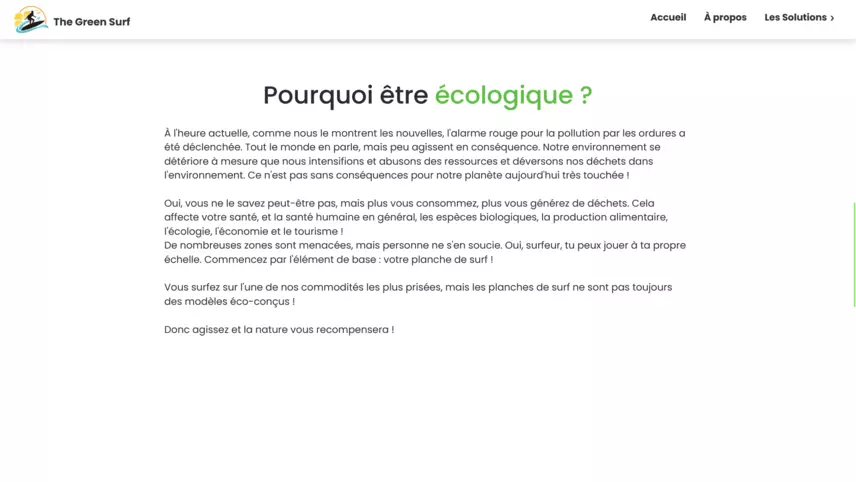 The Green Surf
Accueil
À propos
Les Solutions ›
Pourquoi être écologique ?
À l'heure actuelle, comme nous le montrent les nouvelles, l'alarme rouge pour la pollution par les ordures a
été déclenchée. Tout le monde en parle, mais peu agissent en conséquence. Notre environnement se
détériore à mesure que nous intensifions et abusons des ressources et déversons nos déchets dans
l'environnement. Ce n'est pas sans conséquences pour notre planète aujourd'hui très touchée !
Oui, vous ne le savez peut-être pas, mais plus vous consommez, plus vous générez de déchets. Cela
affecte votre santé, et la santé humaine en général, les espèces biologiques, la production alimentaire,
l'écologie, l'économie et le tourisme !
De nombreuses zones sont menacées, mais personne ne s'en soucie. Oui, surfeur, tu peux jouer à ta propre
échelle. Commencez par l'élément de base : votre planche de surf !
Vous surfez sur l'une de nos commodités les plus prisées, mais les planches de surf ne sont pas toujours
des modèles éco-conçus !
Donc agissez et la nature vous recompensera !